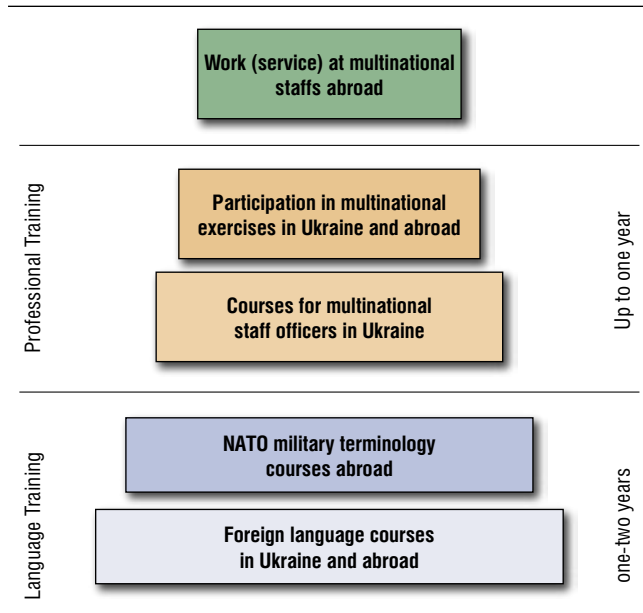 Work (service) at multinational
staffs abroad
Professional Training
Participation in multinational
exercises in Ukraine and abroad
Courses for multinational
staff officers in Ukraine
Up to one year
Language Training
NATO military terminology
courses abroad
Foreign language courses
in Ukraine and abroad
one-two years